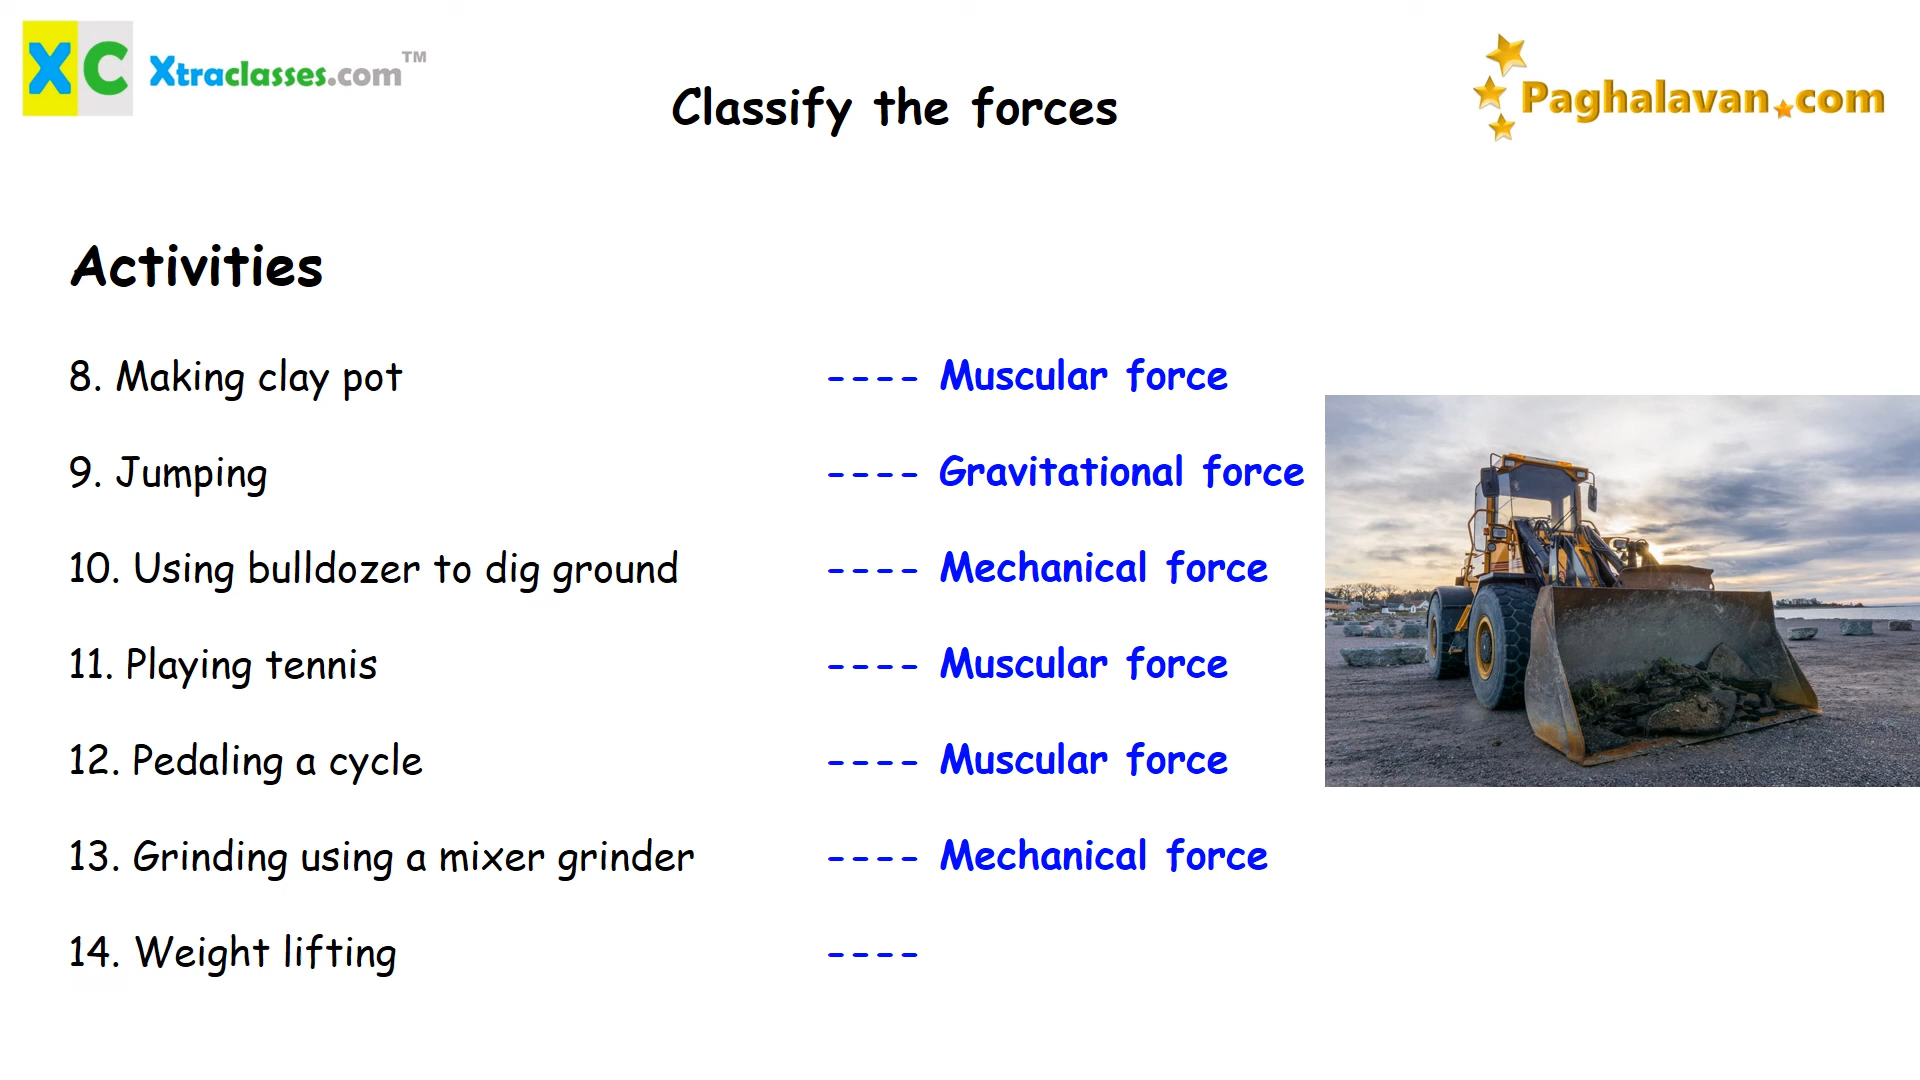 XC Xtraclasses.com™
Classify the forces
Paghalavan.com
Activities
8. Making clay pot ---- Muscular force
9. Jumping ---- Gravitational force
10. Using bulldozer to dig ground ---- Mechanical force
11. Playing tennis ---- Muscular force
12. Pedaling a cycle ---- Muscular force
13. Grinding using a mixer grinder ---- Mechanical force
14. Weight lifting ----